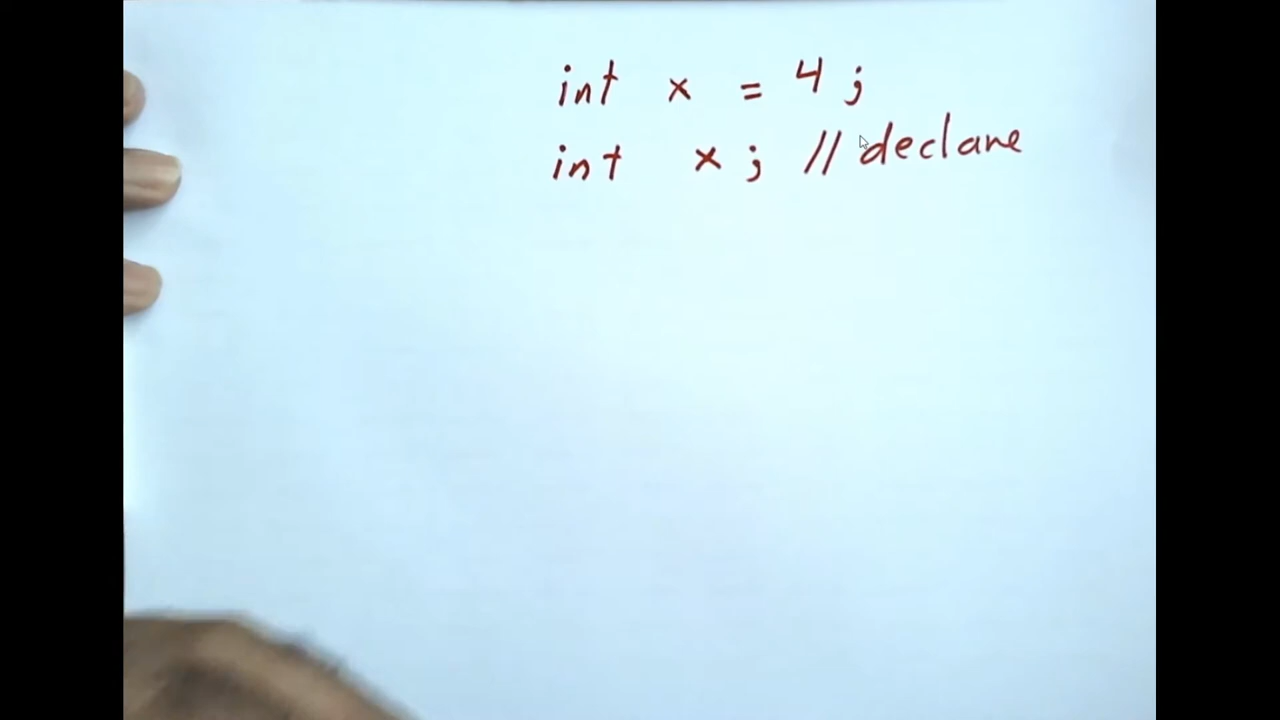 int x = 4 ;
int x ; // declare